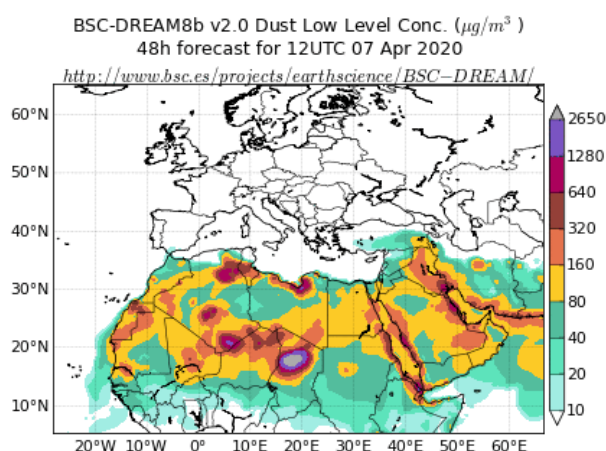 BSC-DREAM8b v2.0 Dust Low Level Conc. (μg/m³ )
48h forecast for 12UTC 07 Apr 2020
http://www.bsc.es/projects/earthscience/BSC−DREAM/
60°N
50°N
40°N
30°N
20°N
10°N
20°W 10°W 0° 10°E 20°E 30°E 40°E 50°E 60°E
2650
1280
640
320
160
80
40
20
10